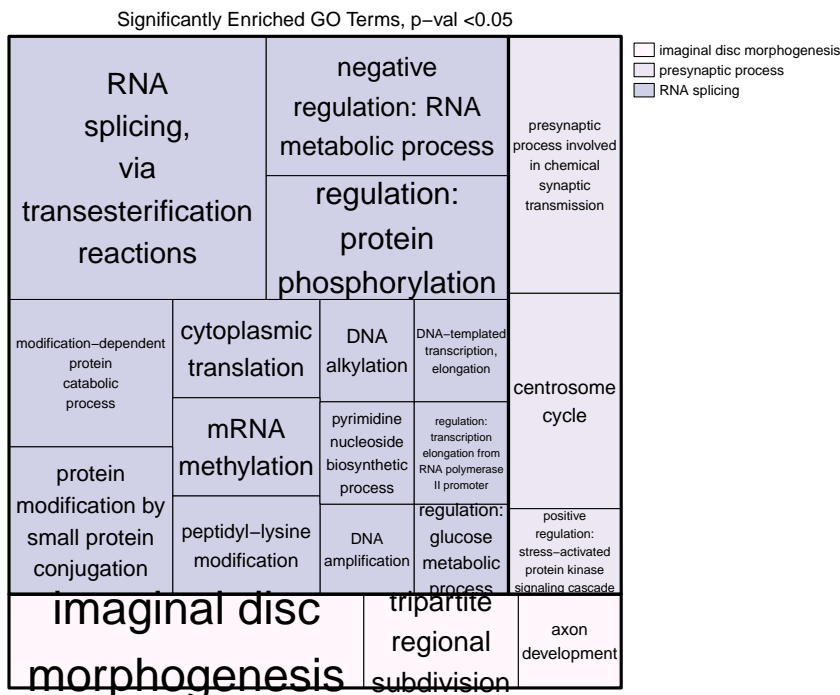 Significantly Enriched GO Terms, p−val <0.05
RNA
splicing,
via
transesterification
reactions
negative
regulation: RNA
metabolic process
regulation:
protein
phosphorylation
modification−dependent
protein
catabolic
process
protein
modification by
small protein
conjugation
cytoplasmic
translation
mRNA
methylation
peptidyl−lysine
modification
DNA
alkylation
pyrimidine
nucleoside
biosynthetic
process
DNA
amplification
DNA−templated
transcription,
elongation
regulation:
transcription
elongation from
RNA polymerase
II promoter
regulation:
glucose
metabolic
process
presynaptic
process involved
in chemical
synaptic
transmission
centrosome
cycle
positive
regulation:
stress−activated
protein kinase
signaling cascade
imaginal disc
morphogenesis
tripartite
regional
subdivision
axon
development
imaginal disc morphogenesis
presynaptic process
RNA splicing